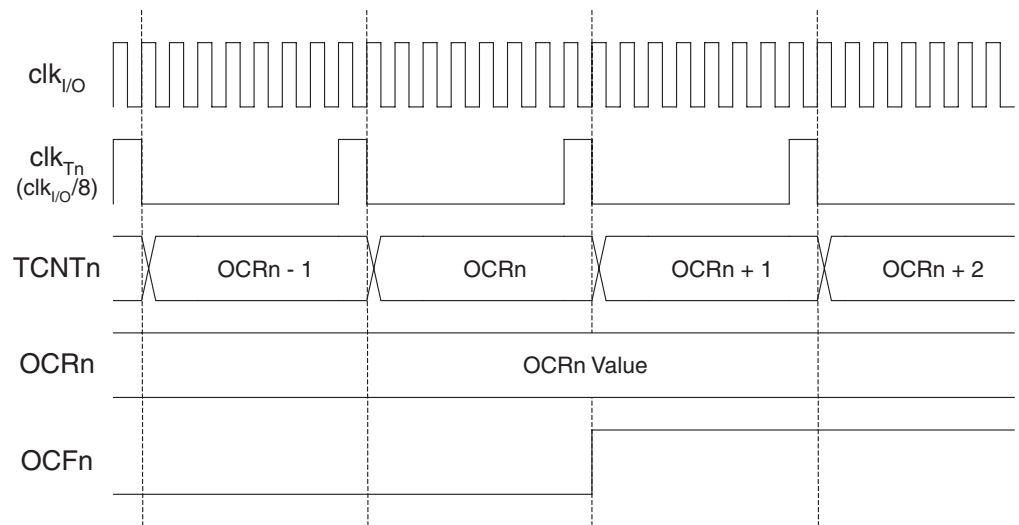 clkI/O
clkTn
(clkI/O/8)
TCNTn
OCRn - 1
OCRn
OCRn + 1
OCRn + 2
OCRn
OCRn Value
OCFn